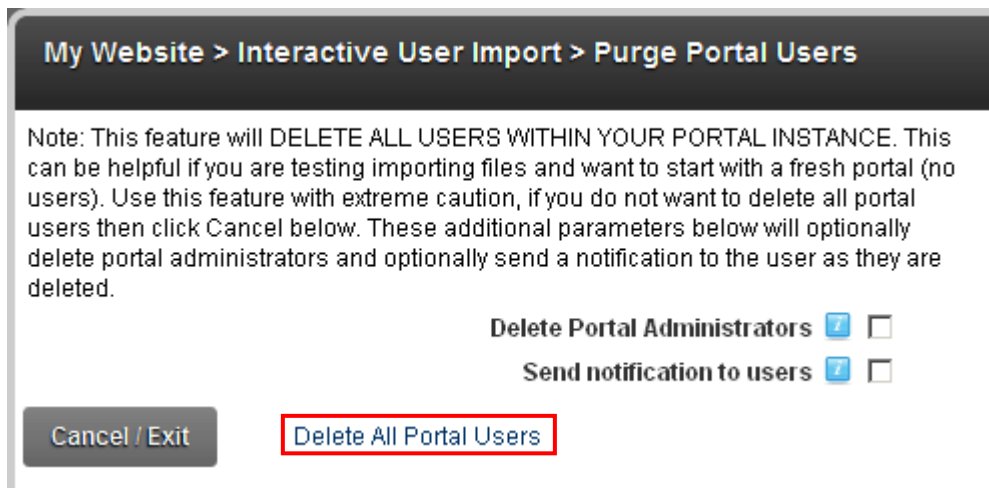 My Website > Interactive User Import > Purge Portal Users
Note: This feature will DELETE ALL USERS WITHIN YOUR PORTAL INSTANCE. This
can be helpful if you are testing importing files and want to start with a fresh portal (no
users). Use this feature with extreme caution, if you do not want to delete all portal
users then click Cancel below. These additional parameters below will optionally
delete portal administrators and optionally send a notification to the user as they are
deleted.
Delete Portal Administrators
Send notification to users
Cancel / Exit
Delete All Portal Users